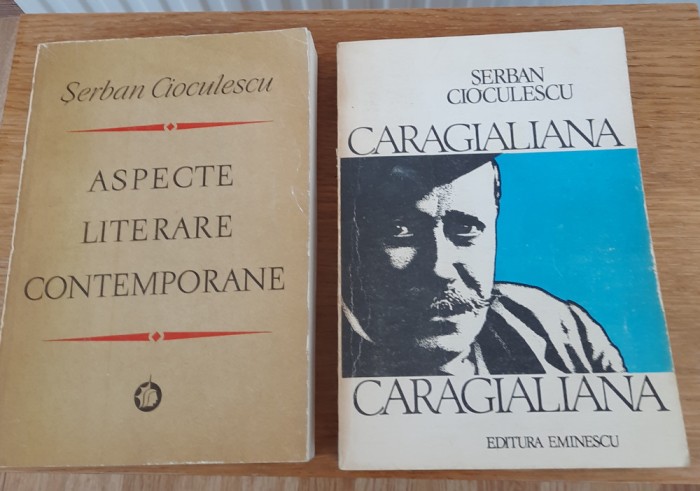 Şerban Cioculescu
ASPECTE
LITERARE
CONTEMPORANE
SERBAN
CIOCULESCU
CARAGIALIANA
CARAGIALIANA
EDITURA EMINESCU